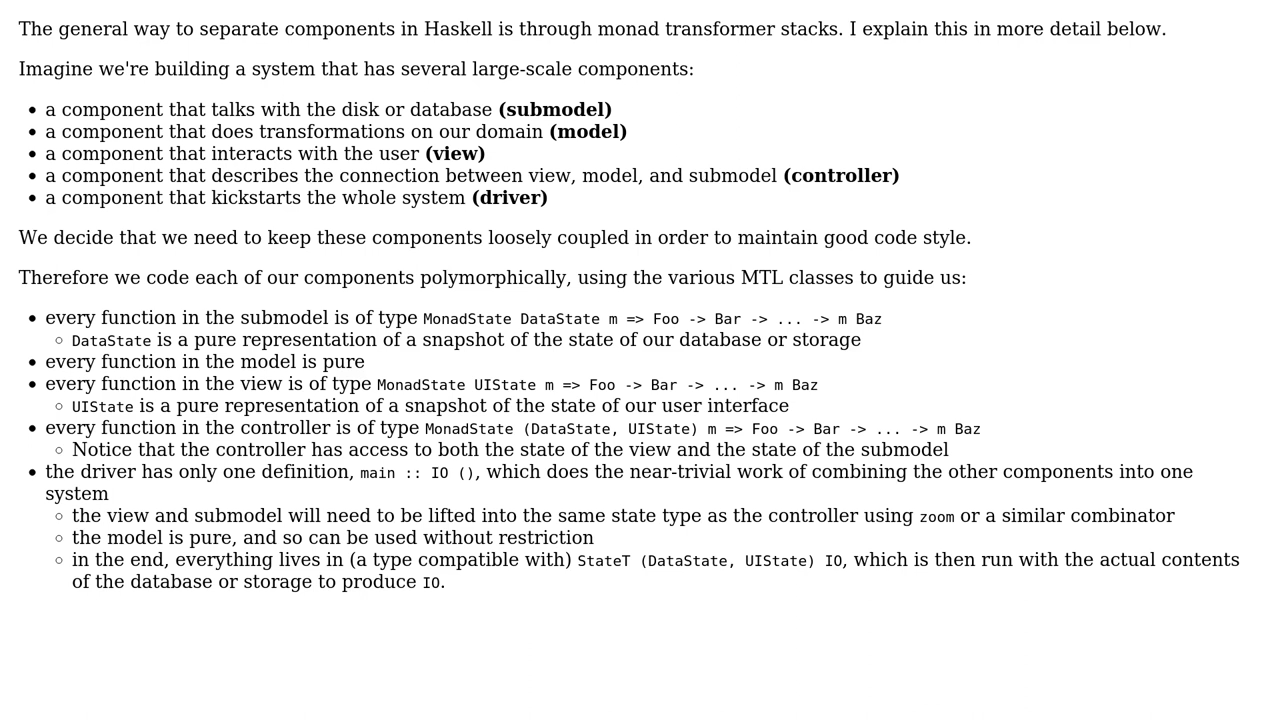 The general way to separate components in Haskell is through monad transformer stacks. I explain this in more detail below.
Imagine we're building a system that has several large-scale components:
• a component that talks with the disk or database (submodel)
• a component that does transformations on our domain (model)
• a component that interacts with the user (view)
• a component that describes the connection between view, model, and submodel (controller)
• a component that kickstarts the whole system (driver)
We decide that we need to keep these components loosely coupled in order to maintain good code style.
Therefore we code each of our components polymorphically, using the various MTL classes to guide us:
• every function in the submodel is of type MonadState DataState m => Foo -> Bar -> ... -> m Baz
◦ DataState is a pure representation of a snapshot of the state of our database or storage
• every function in the model is pure
• every function in the view is of type MonadState UIState m => Foo -> Bar -> ... -> m Baz
◦ UIState is a pure representation of a snapshot of the state of our user interface
• every function in the controller is of type MonadState (DataState, UIState) m => Foo -> Bar -> ... -> m Baz
◦ Notice that the controller has access to both the state of the view and the state of the submodel
• the driver has only one definition, main :: IO (), which does the near-trivial work of combining the other components into one
system
◦ the view and submodel will need to be lifted into the same state type as the controller using zoom or a similar combinator
◦ the model is pure, and so can be used without restriction
◦ in the end, everything lives in (a type compatible with) StateT (DataState, UIState) IO, which is then run with the actual contents
of the database or storage to produce IO.